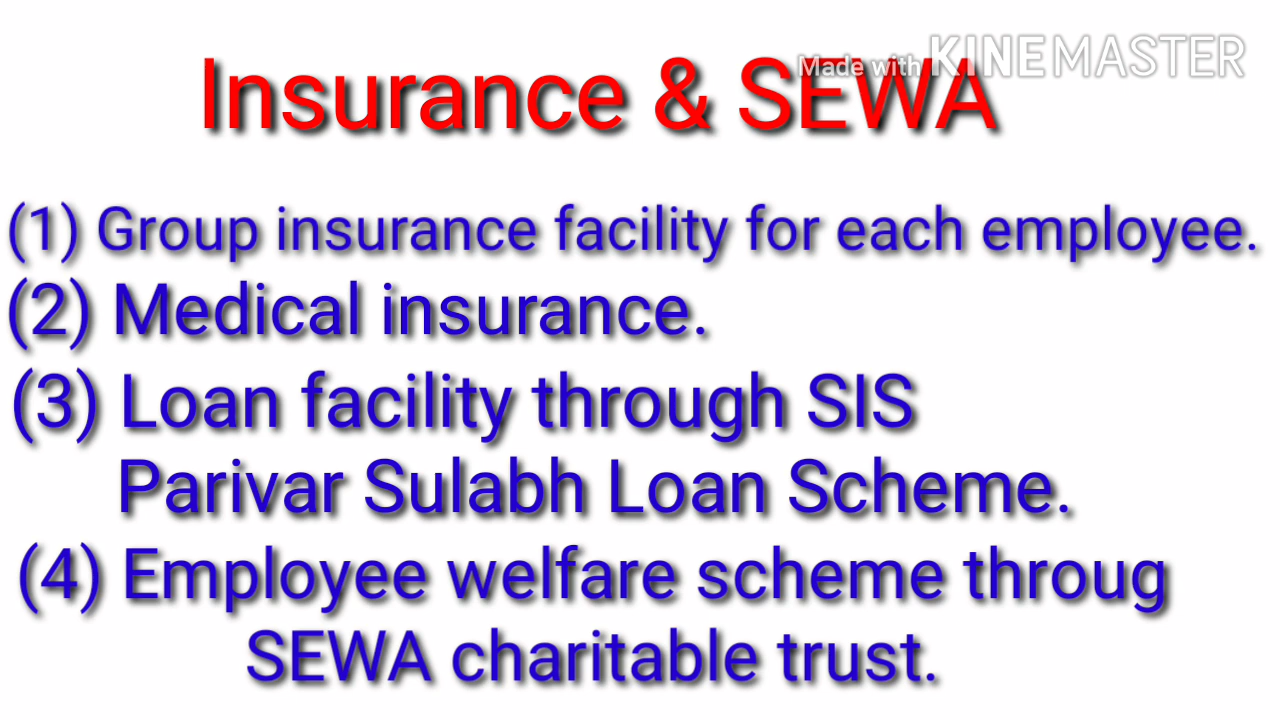 Made with KINEMASTER
Insurance & SEWA
(1) Group insurance facility for each employee.
(2) Medical insurance.
(3) Loan facility through SIS
Parivar Sulabh Loan Scheme.
(4) Employee welfare scheme throug
SEWA charitable trust.